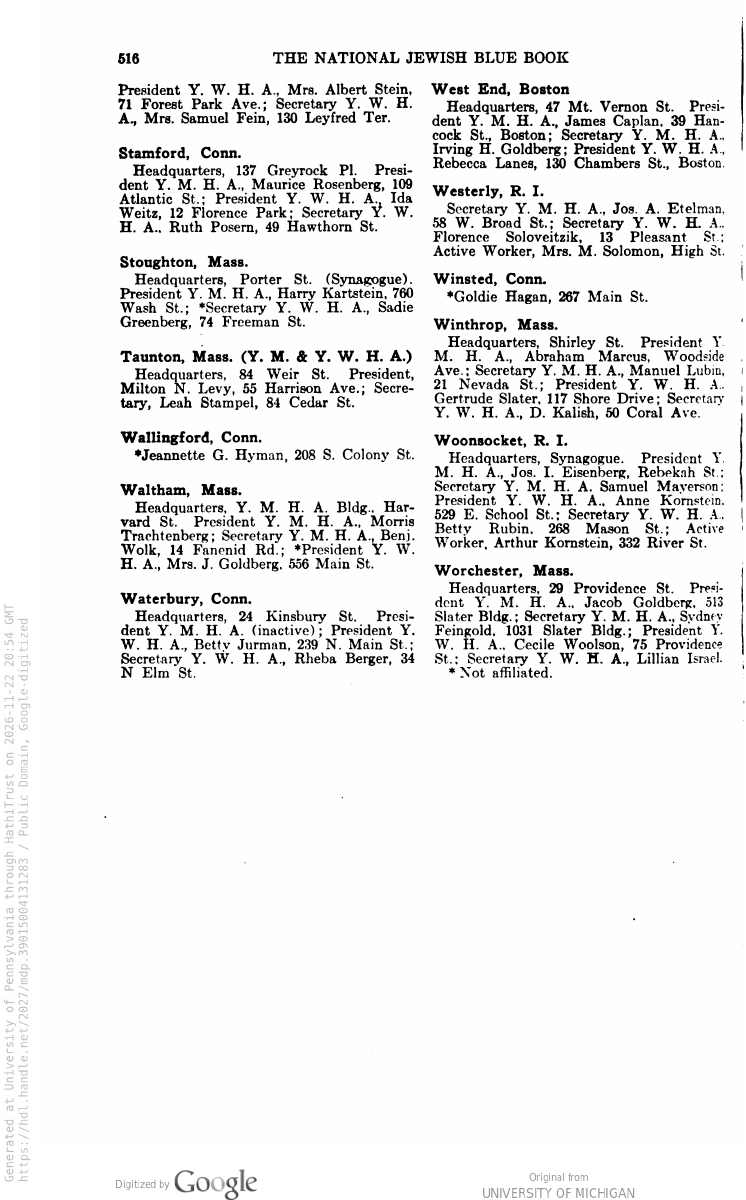 516
THE NATIONAL JEWISH BLUE BOOK
President Y. W. H. A., Mrs. Albert Stein,
71 Forest Park Ave.; Secretary Y. W. H.
A., Mrs. Samuel Fein, 130 Leyfred Ter.
Stamford, Conn.
Headquarters, 137 Greyrock Pl. Presi-
dent Y. M. H. A., Maurice Rosenberg, 109
Atlantic St.; President Y. W. H. A., Ida
Weitz, 12 Florence Park; Secretary Y. W.
H. A., Ruth Posern, 49 Hawthorn St.
Stoughton, Mass.
Headquarters, Porter St. (Synagogue).
President Y. M. H. A., Harry Kartstein, 760
Wash St.; *Secretary Y. W. H. A., Sadie
Greenberg, 74 Freeman St.
Taunton, Mass. (Y. M. & Y. W. H. A.)
Headquarters, 84 Weir St. President,
Milton N. Levy, 55 Harrison Ave.; Secre-
tary, Leah Stampel, 84 Cedar St.
Wallingford, Conn.
*Jeannette G. Hyman, 208 S. Colony St.
Waltham, Mass.
Headquarters, Y. M. H. A. Bldg., Har-
vard St. President Y. M. H. A., Morris
Trachtenberg; Secretary Y. M. H. A., Benj.
Wolk, 14 Fanenid Rd.; *President Y. W.
H. A., Mrs. J. Goldberg, 556 Main St.
Waterbury, Conn.
Headquarters, 24 Kinsbury St. Presi-
dent Y. M. H. A. (inactive); President Y.
W. H. A., Betty Jurman, 239 N. Main St.;
Secretary Y. W. H. A., Rheba Berger, 34
N Elm St.
West End, Boston
Headquarters, 47 Mt. Vernon St. Presi-
dent Y. M. H. A., James Caplan, 39 Han-
cock St., Boston; Secretary Y. M. H. A.,
Irving H. Goldberg; President Y. W. H. A.,
Rebecca Lanes, 130 Chambers St., Boston.
Westerly, R. I.
Secretary Y. M. H. A., Jos. A. Etelman,
58 W. Broad St.; Secretary Y. W. H. A.,
Florence Soloveitzik, 13 Pleasant St.;
Active Worker, Mrs. M. Solomon, High St.
Winsted, Conn.
*Goldie Hagan, 267 Main St.
Winthrop, Mass.
Headquarters, Shirley St. President Y.
M. H. A., Abraham Marcus, Woodside
Ave.; Secretary Y. M. H. A., Manuel Lubin,
21 Nevada St.; President Y. W. H. A.,
Gertrude Slater, 117 Shore Drive; Secretary
Y. W. H. A., D. Kalish, 50 Coral Ave.
Woonsocket, R. I.
Headquarters, Synagogue. President Y.
M. H. A., Jos. I. Eisenberg, Rebekah St.;
Secretary Y. M. H. A. Samuel Mayerson;
President Y. W. H. A., Anne Kornstein,
529 E. School St.; Secretary Y. W. H. A.,
Betty Rubin, 268 Mason St.; Active
Worker, Arthur Kornstein, 332 River St.
Worchester, Mass.
Headquarters, 29 Providence St. Presi-
dent Y. M. H. A., Jacob Goldberg, 513
Slater Bldg.; Secretary Y. M. H. A., Sydney
Feingold, 1031 Slater Bldg.; President Y.
W. H. A., Cecile Woolson, 75 Providence
St.; Secretary Y. W. H. A., Lillian Israel.
* Not affiliated.
Generated at University of Pennsylvania through HathiTrust on 2026-11-22 20:54 GMT
https://hdl.handle.net/2027/mdp.39015004131283 / Public Domain, Google-digitized
Digitized by Google
Original from
UNIVERSITY OF MICHIGAN